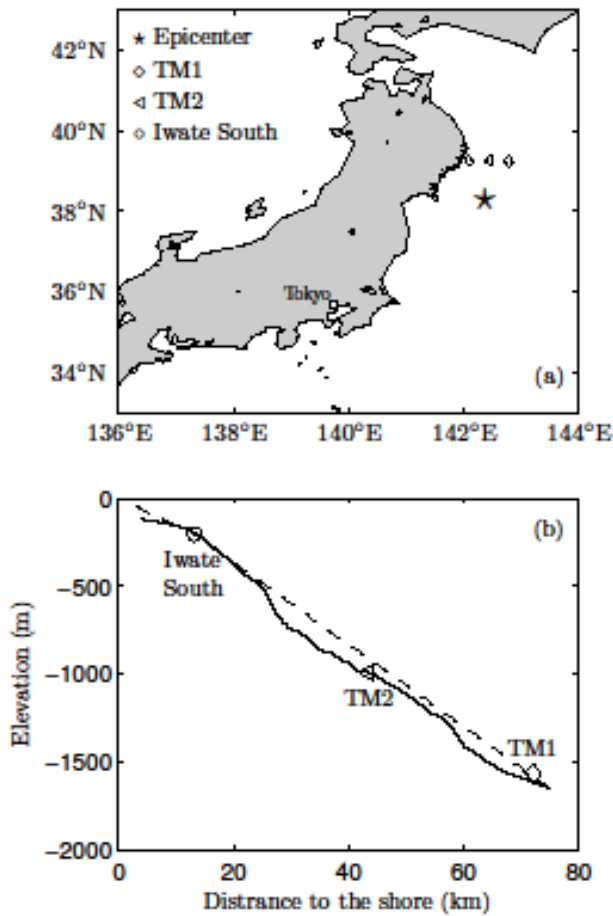 42°N
★ Epicenter
◇ TM1
◁ TM2
○ Iwate South
40°N
38°N
36°N
Tokyo
34°N
(a)
136°E 138°E 140°E 142°E 144°E
0
(b)
Iwate
South
−500
−1000
TM2
TM1
−1500
−2000
Elevation (m)
0 20 40 60 80
Distrance to the shore (km)